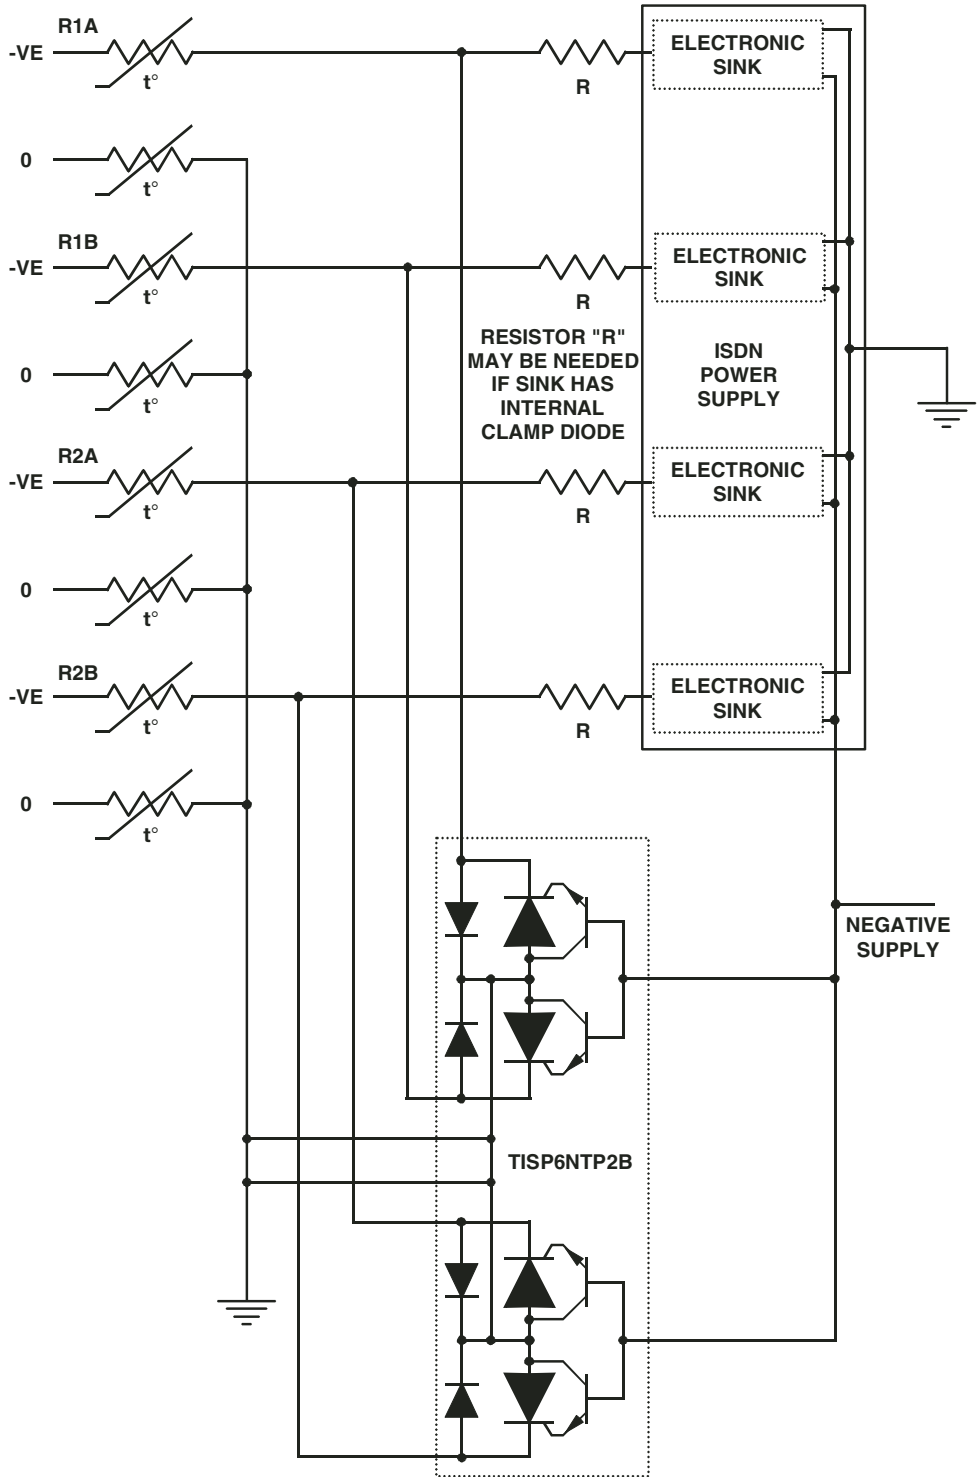 R1A
-VE
t°
R
ELECTRONIC
SINK
0
t°
R1B
-VE
t°
R
ELECTRONIC
SINK
RESISTOR "R"
MAY BE NEEDED
IF SINK HAS
INTERNAL
CLAMP DIODE
ISDN
POWER
SUPPLY
0
t°
R2A
-VE
t°
R
ELECTRONIC
SINK
0
t°
R2B
-VE
t°
R
ELECTRONIC
SINK
0
t°
NEGATIVE
SUPPLY
TISP6NTP2B